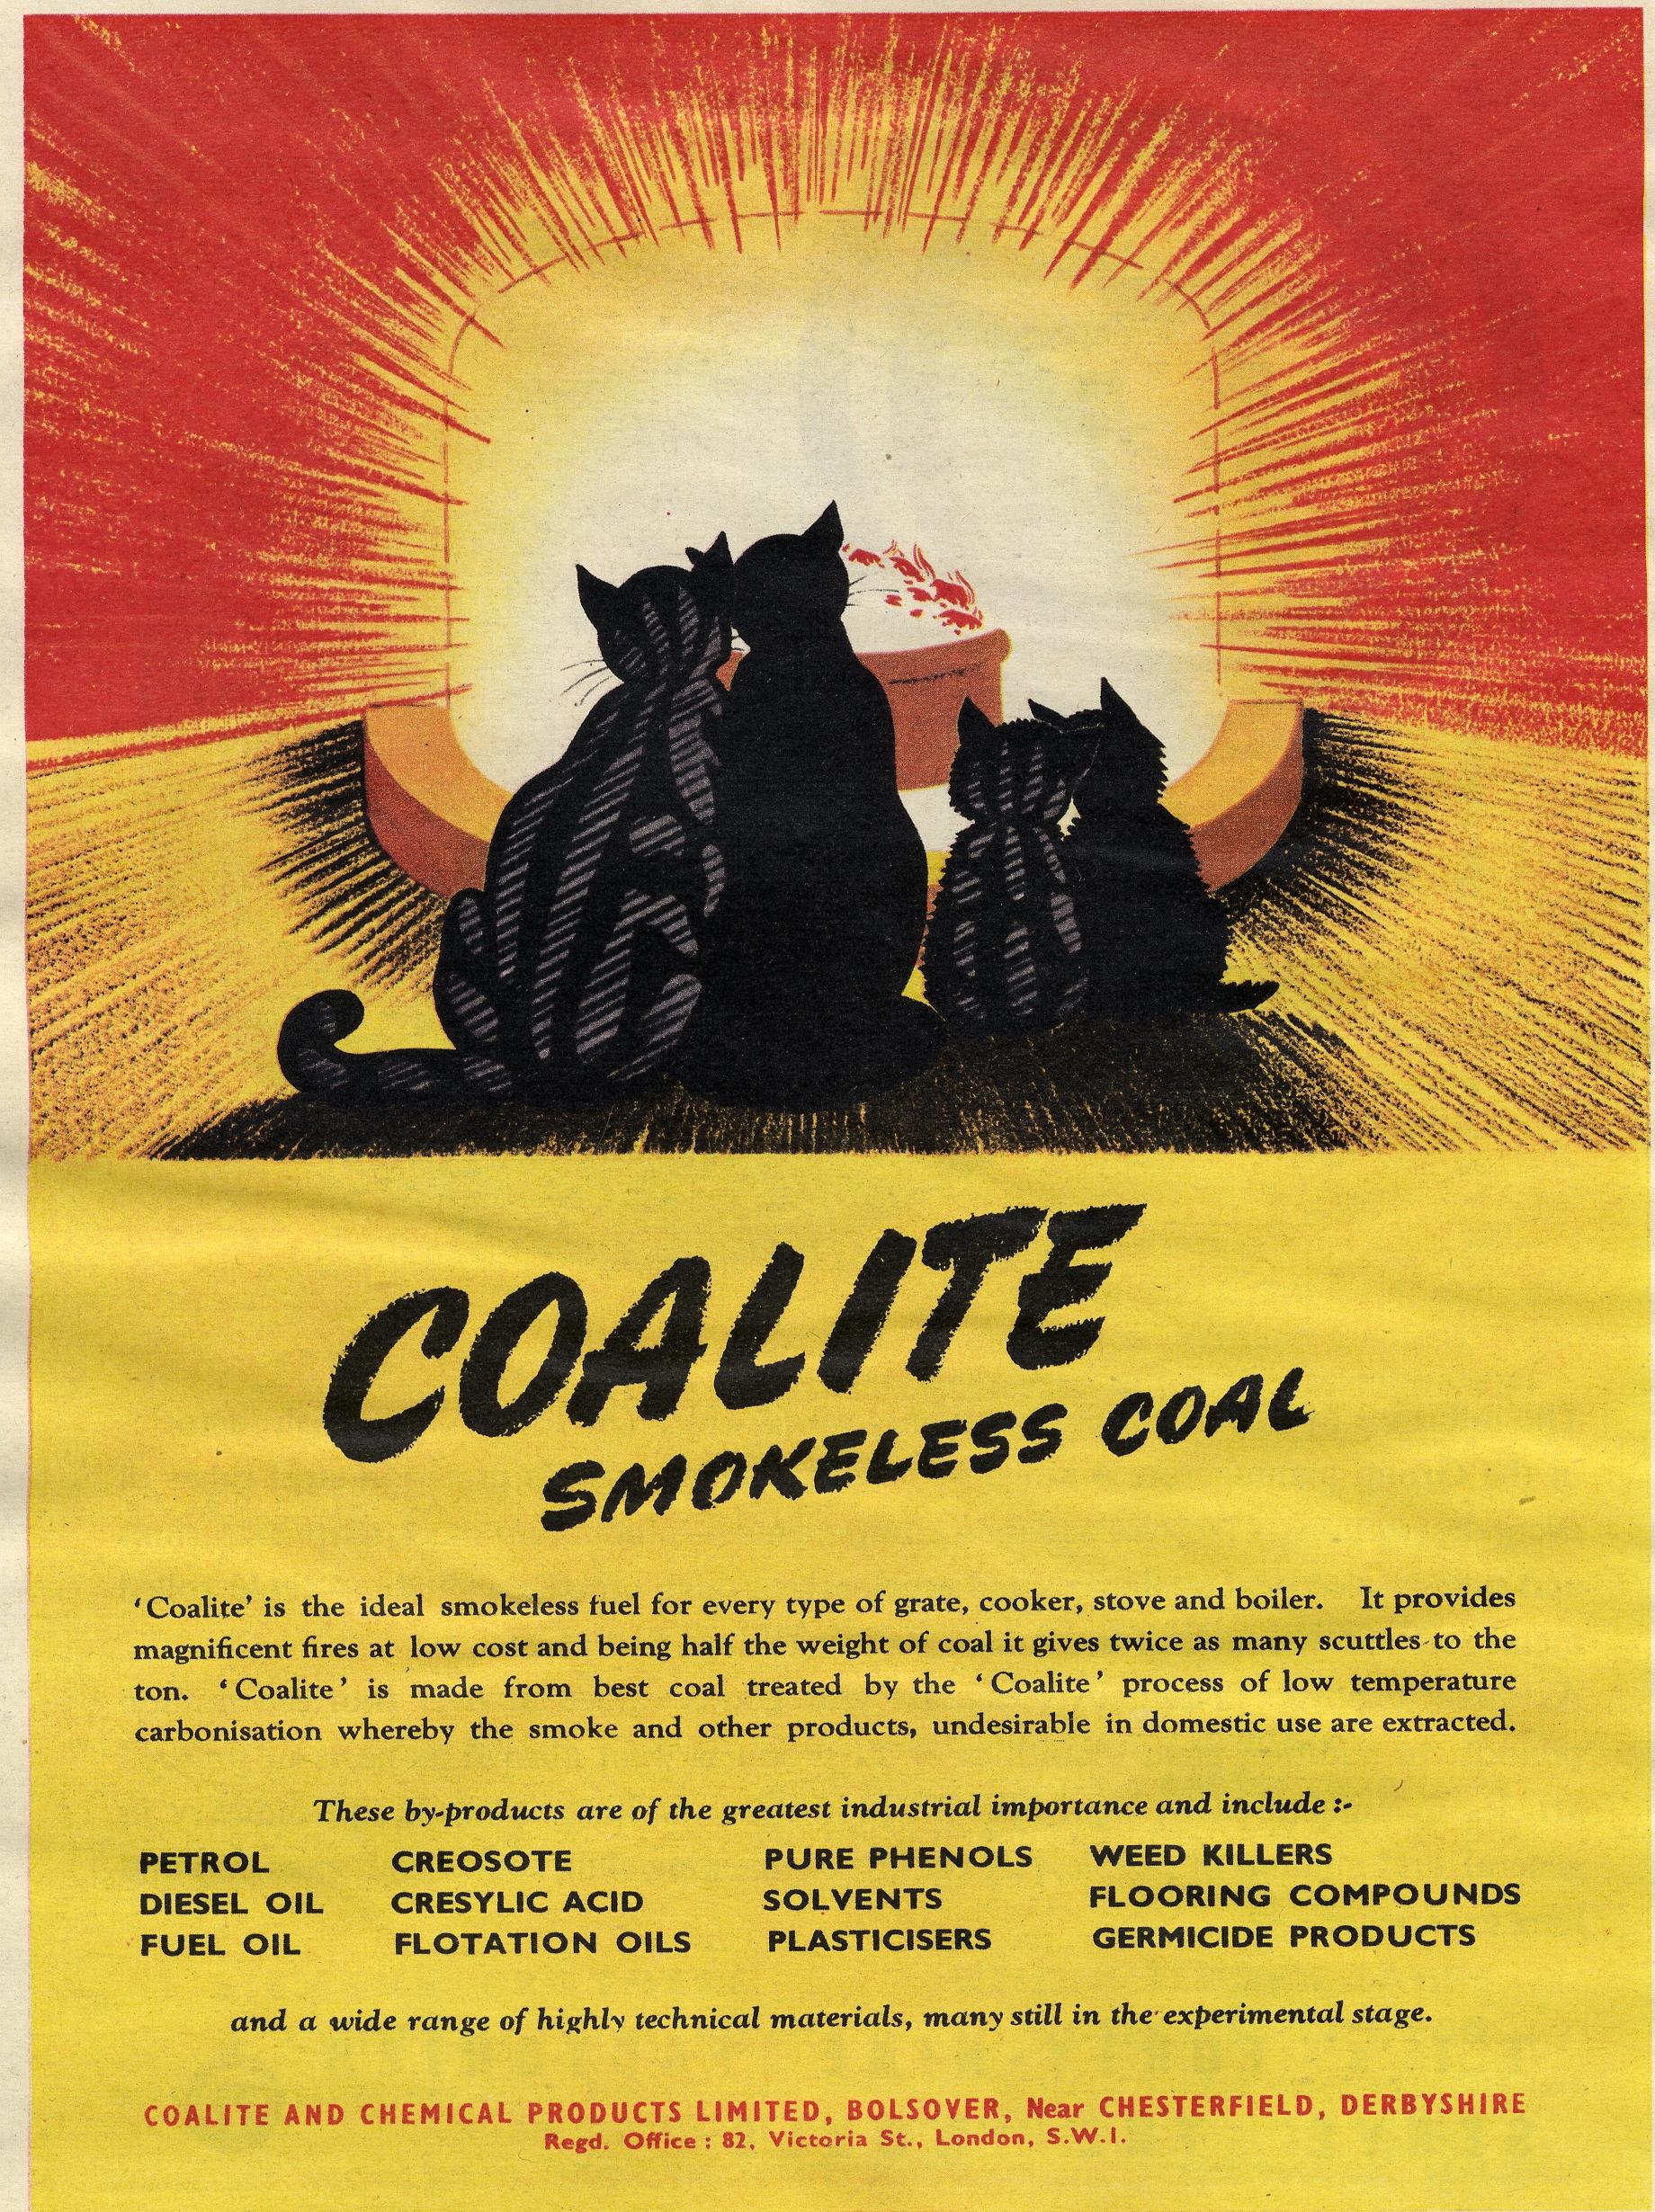 COALITE
SMOKELESS COAL
‘Coalite’ is the ideal smokeless fuel for every type of grate, cooker, stove and boiler. It provides
magnificent fires at low cost and being half the weight of coal it gives twice as many scuttles to the
ton. ‘Coalite’ is made from best coal treated by the ‘Coalite’ process of low temperature
carbonisation whereby the smoke and other products, undesirable in domestic use are extracted.
These by-products are of the greatest industrial importance and include :-
PETROL CREOSOTE PURE PHENOLS WEED KILLERS
DIESEL OIL CRESYLIC ACID SOLVENTS FLOORING COMPOUNDS
FUEL OIL FLOTATION OILS PLASTICISERS GERMICIDE PRODUCTS
and a wide range of highly technical materials, many still in the experimental stage.
COALITE AND CHEMICAL PRODUCTS LIMITED, BOLSOVER, Near CHESTERFIELD, DERBYSHIRE
Regd. Office : 82, Victoria St., London, S.W.1.